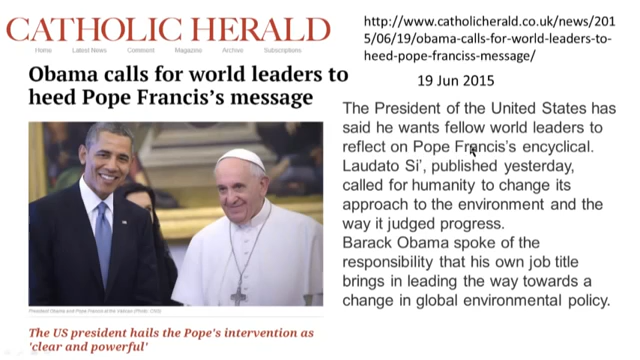 CATHOLIC HERALD
Home Latest News Comment Magazine Archive Subscriptions
Obama calls for world leaders to
heed Pope Francis's message
President Obama and Pope Francis at the Vatican (Photo: CNS)
The US president hails the Pope's intervention as
'clear and powerful'
http://www.catholicherald.co.uk/news/201
5/06/19/obama-calls-for-world-leaders-to-
heed-pope-franciss-message/
19 Jun 2015
The President of the United States has
said he wants fellow world leaders to
reflect on Pope Francis's encyclical.
Laudato Si', published yesterday,
called for humanity to change its
approach to the environment and the
way it judged progress.
Barack Obama spoke of the
responsibility that his own job title
brings in leading the way towards a
change in global environmental policy.